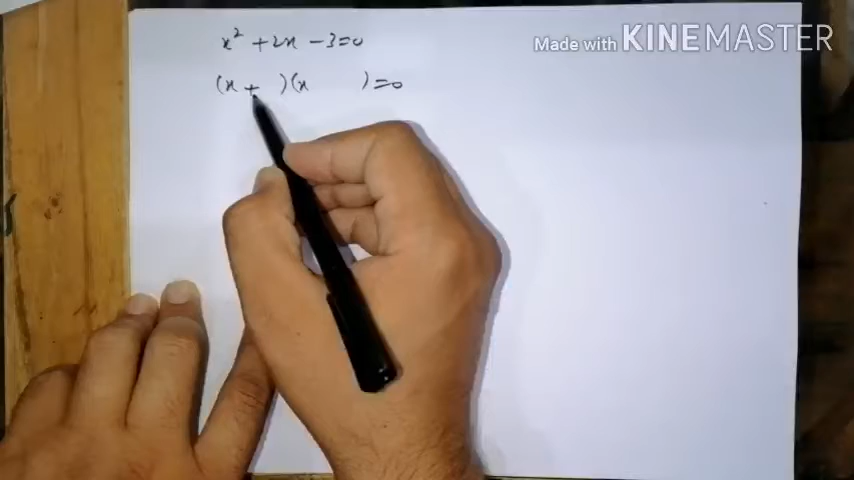 Made with KINEMASTER
x² + 2x - 3 = 0
(x + )(x ) = 0